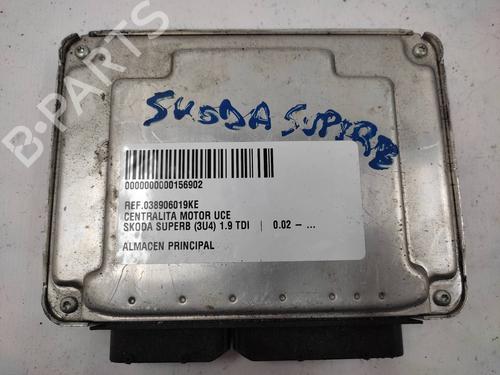 B-PARTS
SKODA SUPERB
0000000000156902
REF.038906019KE
CENTRALITA MOTOR UCE
SKODA SUPERB (3U4) 1.9 TDI | 0.02 – ...
ALMACEN PRINCIPAL